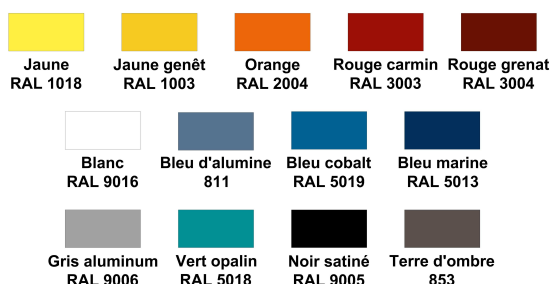 Jaune Jaune genêt Orange Rouge carmin Rouge grenat
RAL 1018 RAL 1003 RAL 2004 RAL 3003 RAL 3004
Blanc Bleu d'alumine Bleu cobalt Bleu marine
RAL 9016 811 RAL 5019 RAL 5013
Gris aluminum Vert opalin Noir satiné Terre d'ombre
RAL 9006 RAL 5018 RAL 9005 853